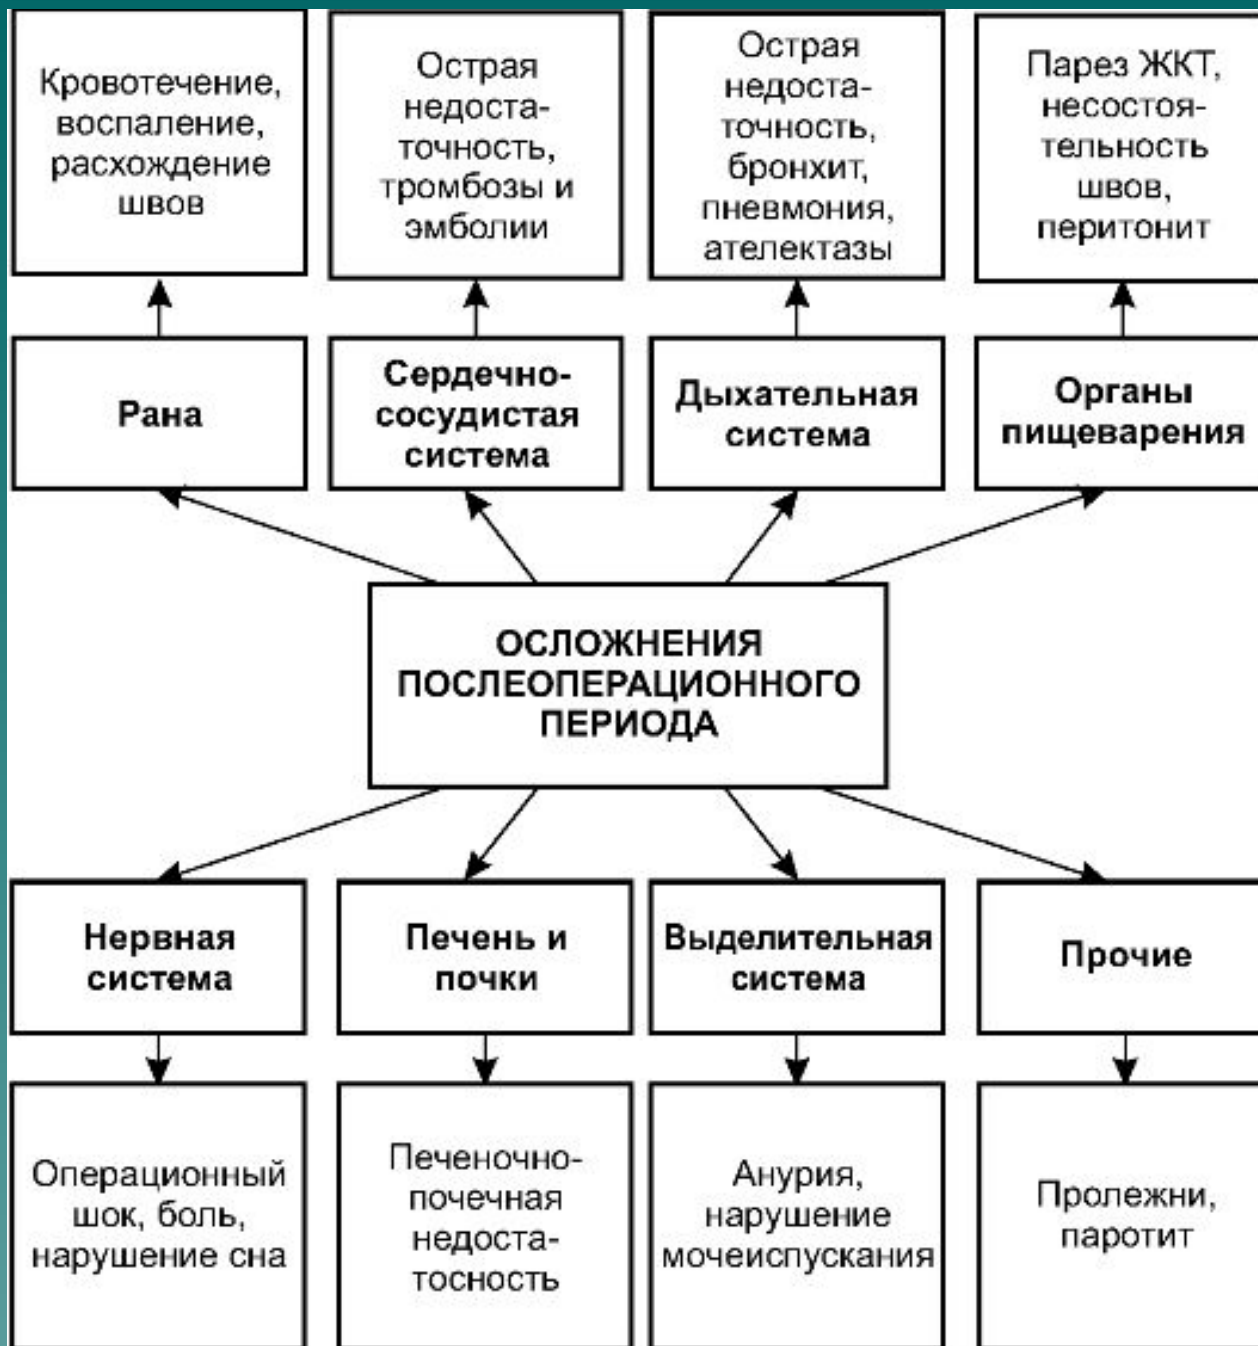 Кровотечение,
воспаление,
расхождение
швов
Острая
недоста-
точность,
тромбозы и
эмболии
Острая
недоста-
точность,
бронхит,
пневмония,
ателектазы
Парез ЖКТ,
несостоя-
тельность
швов,
перитонит
Рана
Сердечно-
сосудистая
система
Дыхательная
система
Органы
пищеварения
ОСЛОЖНЕНИЯ
ПОСЛЕОПЕРАЦИОННОГО
ПЕРИОДА
Нервная
система
Печень и
почки
Выделительная
система
Прочие
Операционный
шок, боль,
нарушение сна
Печеночно-
почечная
недоста-
тосность
Анурия,
нарушение
мочеиспускания
Пролежни,
паротит